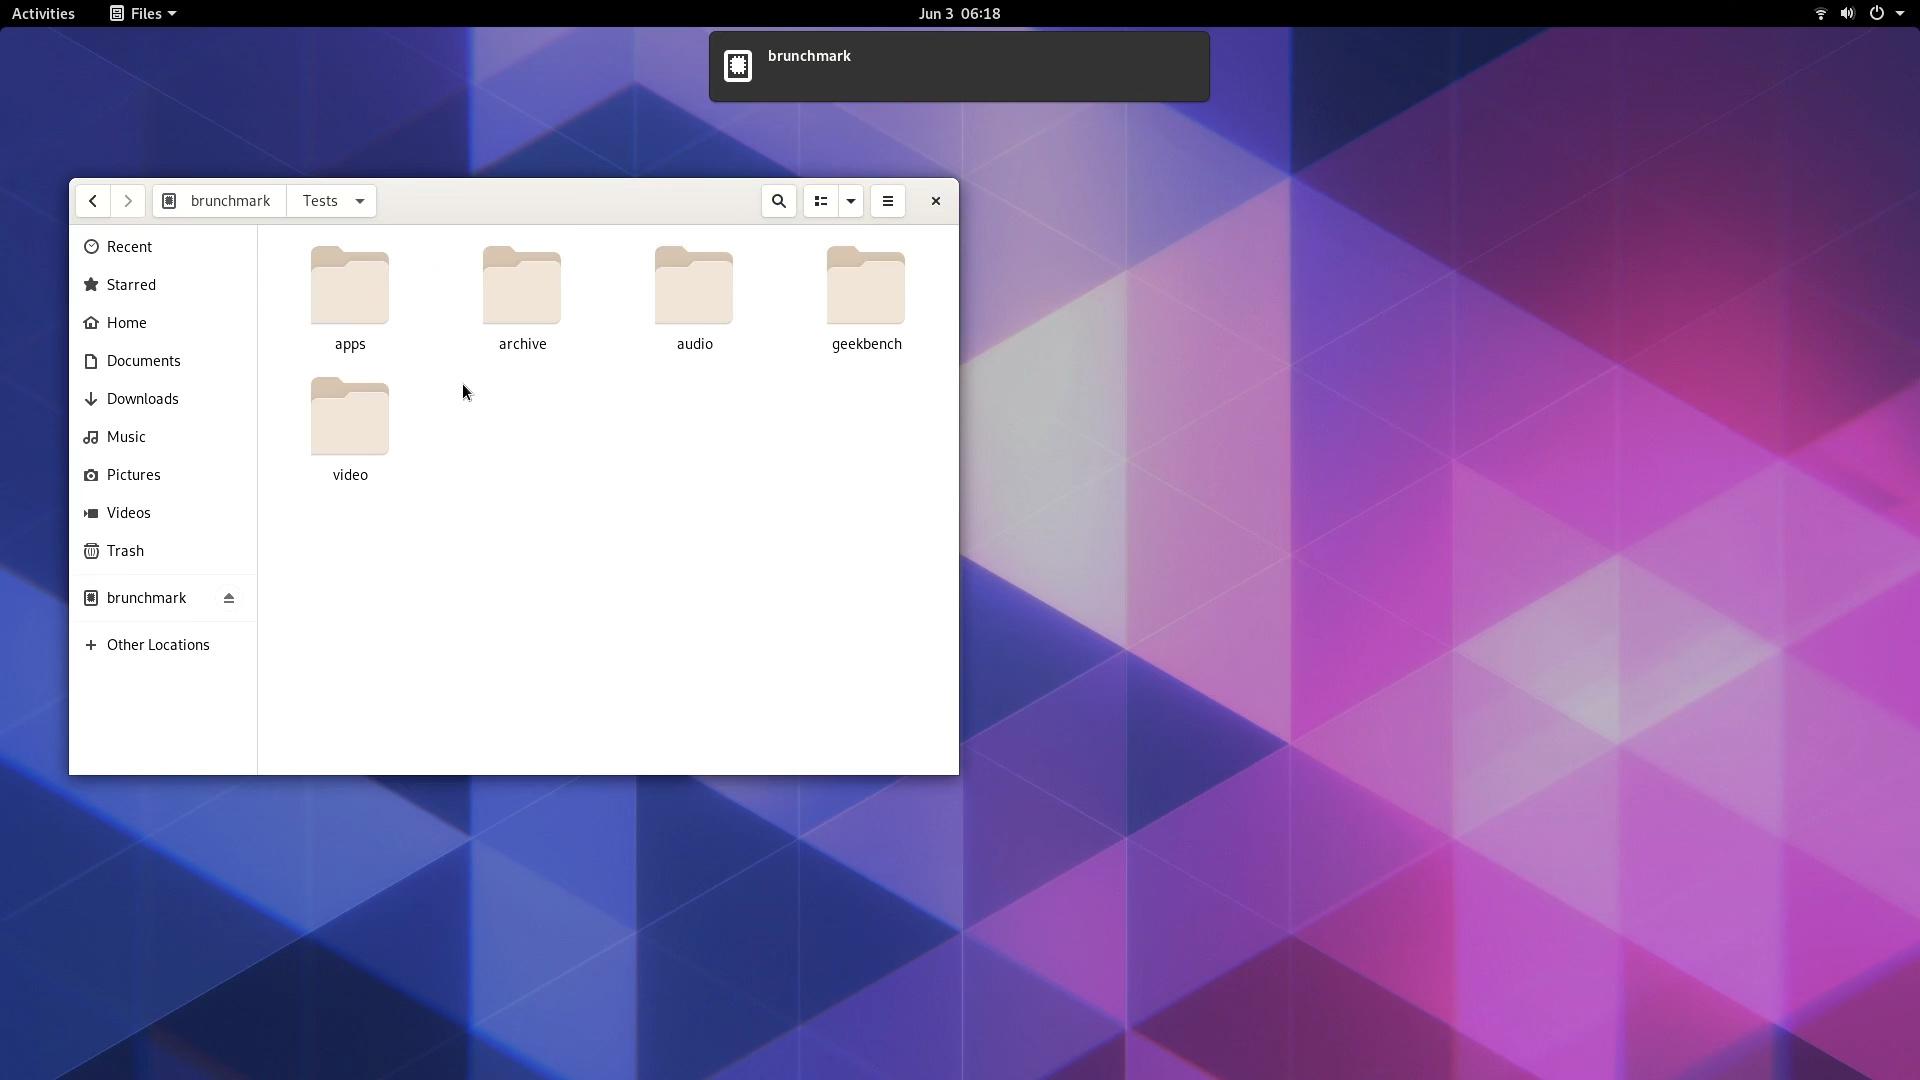 Activities
Files
Jun 3 06:18
brunchmark
brunchmark
Tests
Recent
Starred
Home
Documents
Downloads
Music
Pictures
Videos
Trash
brunchmark
Other Locations
apps
archive
audio
geekbench
video